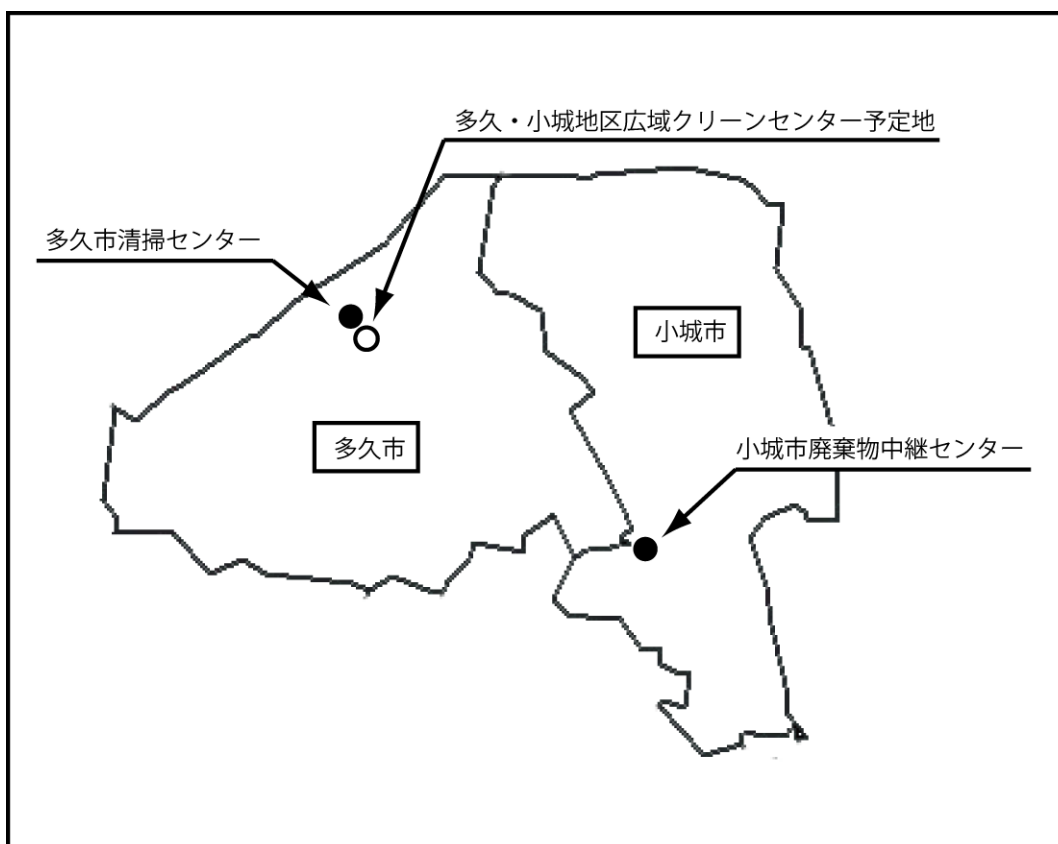 多久・小城地区広域クリーンセンター予定地
多久市清掃センター
小城市
多久市
小城市廃棄物中継センター